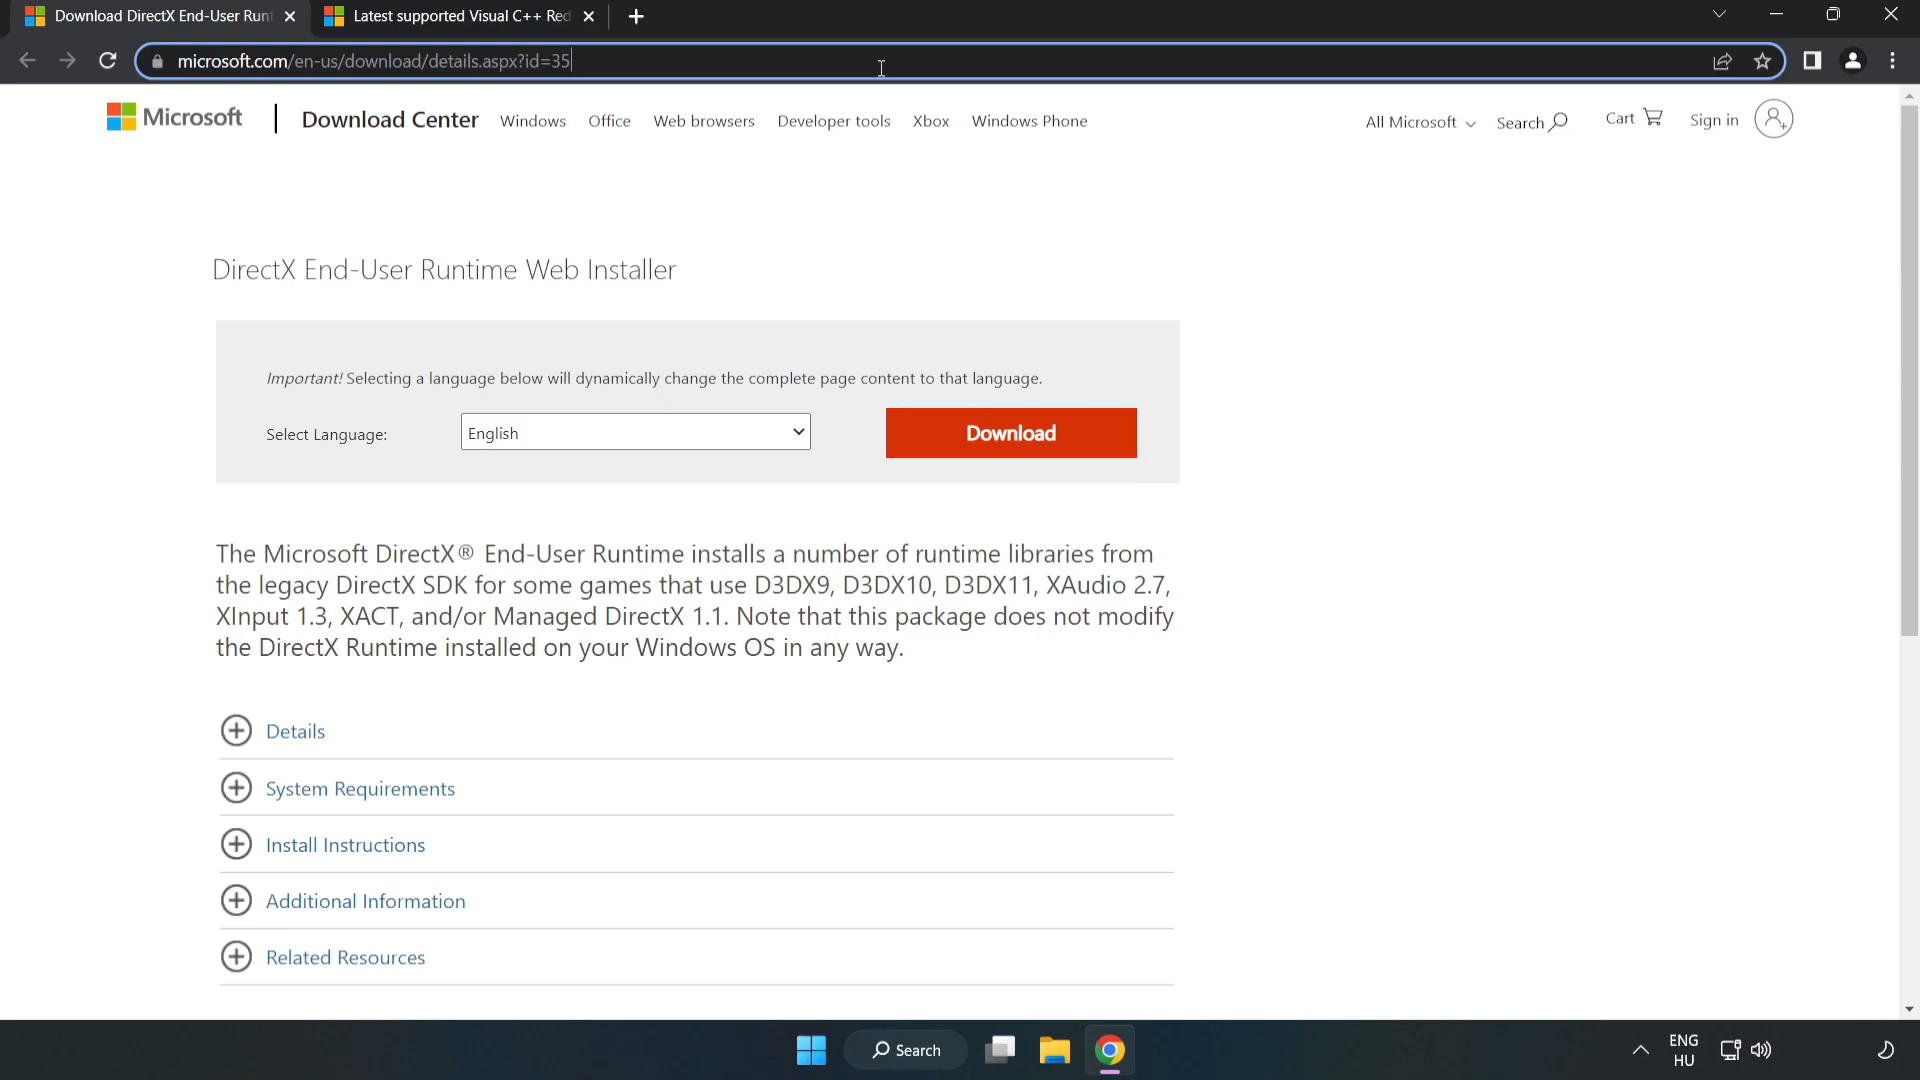 Download DirectX End-User Runt
Latest supported Visual C++ Red
microsoft.com/en-us/download/details.aspx?id=35
Microsoft
Download Center
Windows
Office
Web browsers
Developer tools
Xbox
Windows Phone
All Microsoft
Search
Cart
Sign in
DirectX End-User Runtime Web Installer
Important! Selecting a language below will dynamically change the complete page content to that language.
Select Language:
English
Download
The Microsoft DirectX® End-User Runtime installs a number of runtime libraries from
the legacy DirectX SDK for some games that use D3DX9, D3DX10, D3DX11, XAudio 2.7,
XInput 1.3, XACT, and/or Managed DirectX 1.1. Note that this package does not modify
the DirectX Runtime installed on your Windows OS in any way.
Details
System Requirements
Install Instructions
Additional Information
Related Resources
Search
ENG
HU